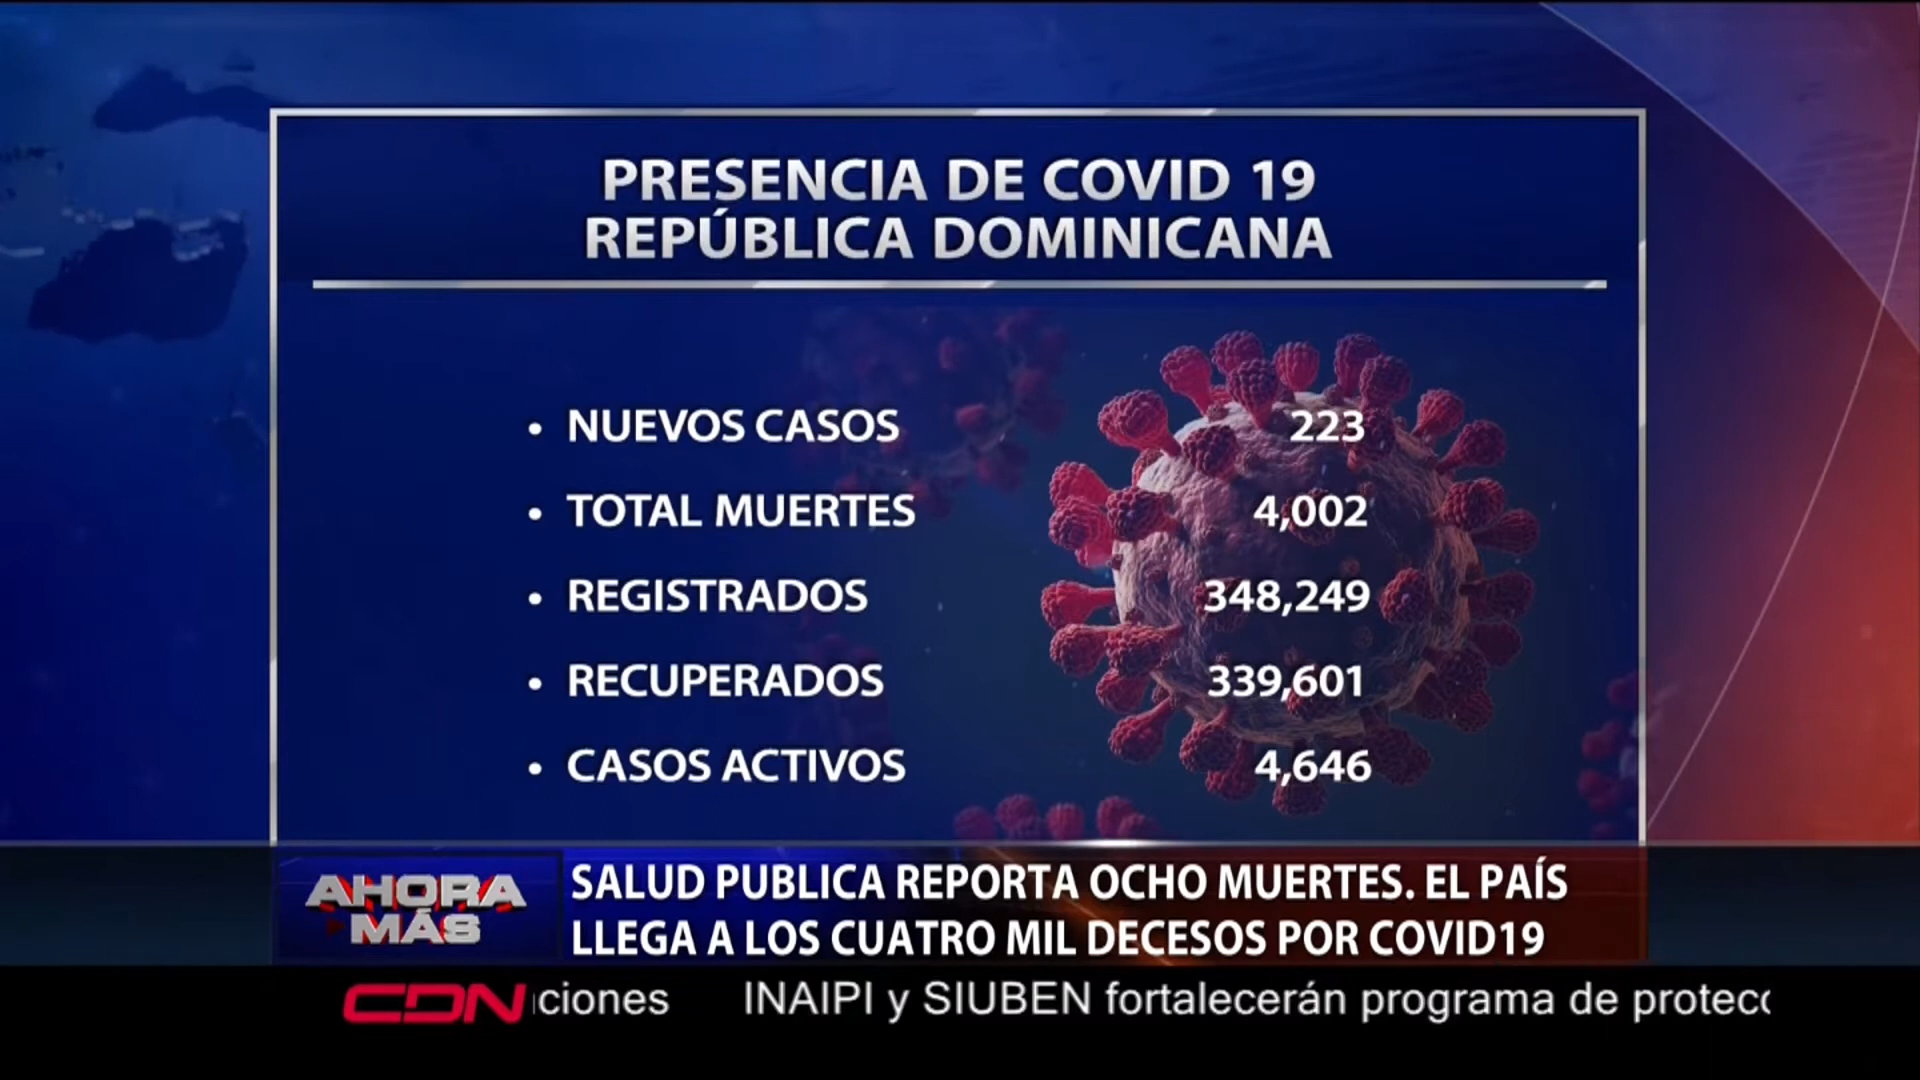 PRESENCIA DE COVID 19
REPÚBLICA DOMINICANA
• NUEVOS CASOS 223
• TOTAL MUERTES 4,002
• REGISTRADOS 348,249
• RECUPERADOS 339,601
• CASOS ACTIVOS 4,646
AHORA
MÁS
SALUD PUBLICA REPORTA OCHO MUERTES. EL PAÍS
LLEGA A LOS CUATRO MIL DECESOS POR COVID19
CDN ciones INAIPI y SIUBEN fortalecerán programa de protecc